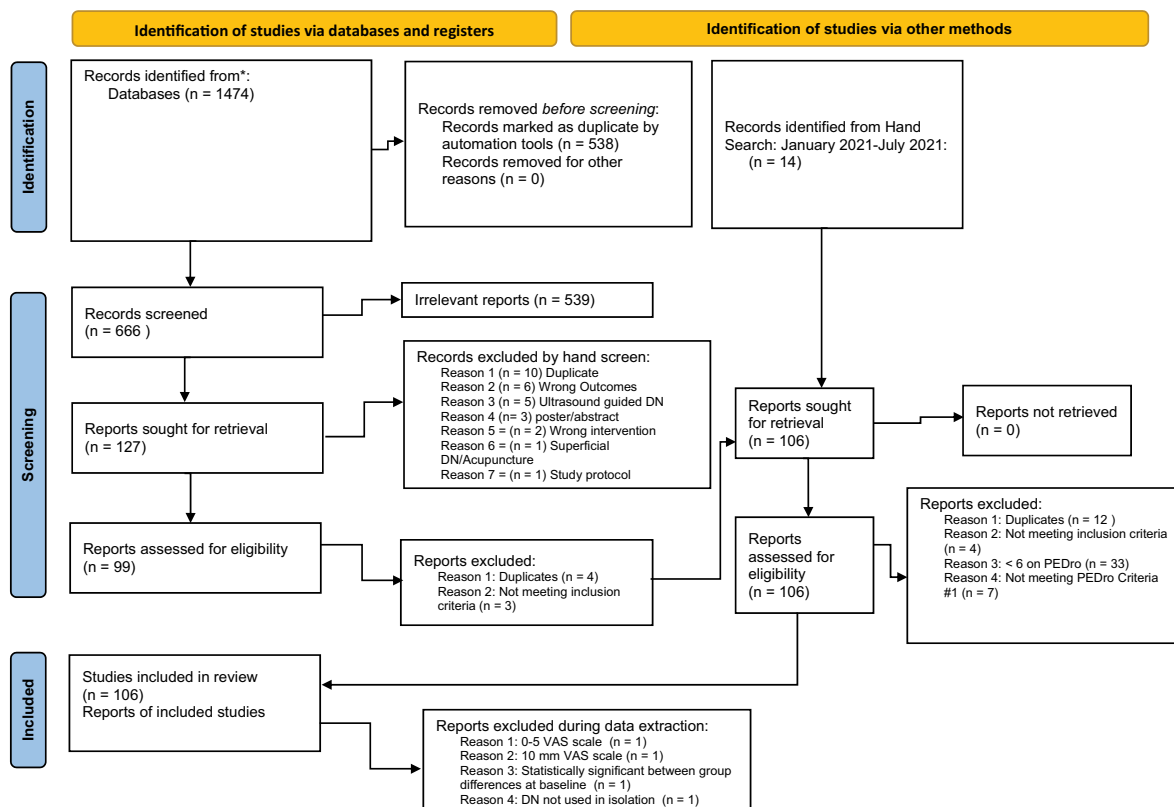 Identification of studies via databases and registers
Identification of studies via other methods
Identification
Records identified from*:
Databases (n = 1474)
Records removed before screening:
Records marked as duplicate by
automation tools (n = 538)
Records removed for other
reasons (n = 0)
Records identified from Hand
Search: January 2021-July 2021:
(n = 14)
Screening
Records screened
(n = 666 )
Irrelevant reports (n = 539)
Reports sought for retrieval
(n = 127)
Records excluded by hand screen:
Reason 1 (n = 10) Duplicate
Reason 2 (n = 6) Wrong Outcomes
Reason 3 (n = 5) Ultrasound guided DN
Reason 4 (n= 3) poster/abstract
Reason 5 = (n = 2) Wrong intervention
Reason 6 = (n = 1) Superficial
DN/Acupuncture
Reason 7 = (n = 1) Study protocol
Reports sought
for retrieval
(n = 106)
Reports not retrieved
(n = 0)
Reports assessed for eligibility
(n = 99)
Reports excluded:
Reason 1: Duplicates (n = 4)
Reason 2: Not meeting inclusion
criteria (n = 3)
Reports
assessed for
eligibility
(n = 106)
Reports excluded:
Reason 1: Duplicates (n = 12 )
Reason 2: Not meeting inclusion criteria
(n = 4)
Reason 3: < 6 on PEDro (n = 33)
Reason 4: Not meeting PEDro Criteria
#1 (n = 7)
Included
Studies included in review
(n = 106)
Reports of included studies
Reports excluded during data extraction:
Reason 1: 0-5 VAS scale (n = 1)
Reason 2: 10 mm VAS scale (n = 1)
Reason 3: Statistically significant between group
differences at baseline (n = 1)
Reason 4: DN not used in isolation (n = 1)